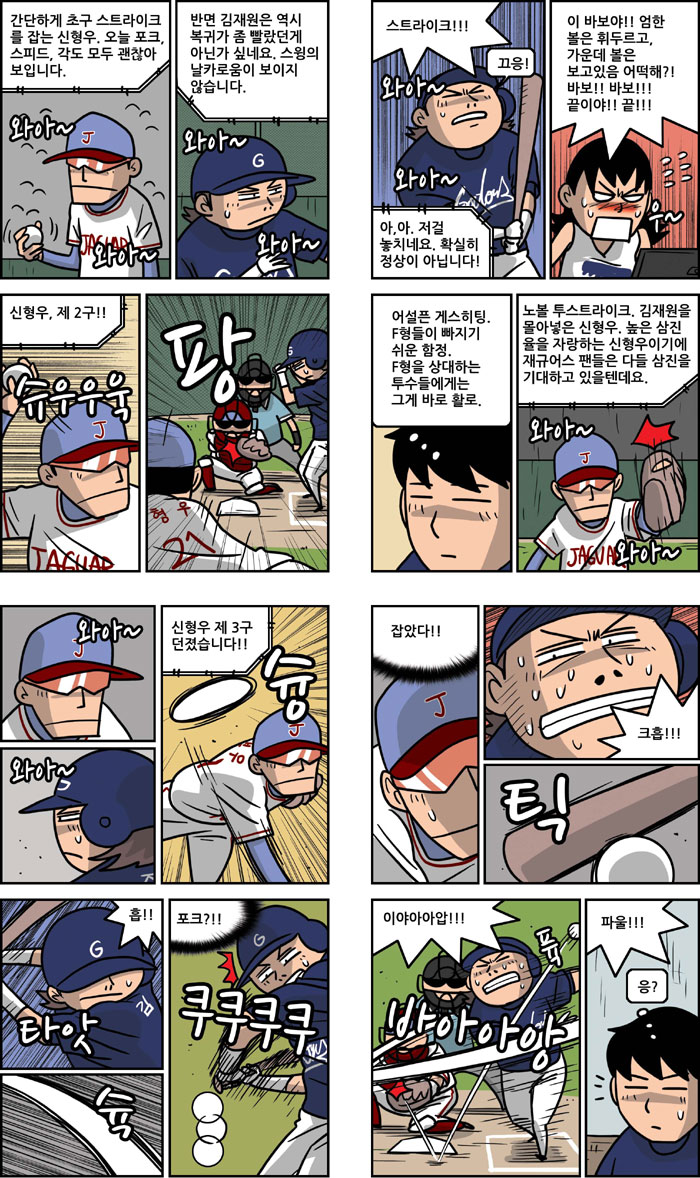 간단하게 초구 스트라이크
를 잡는 신형우. 오늘 포크,
스피드, 각도 모두 괜찮아
보입니다.
와아~
J
JAGUAR
와아~
반면 김재원은 역시
복귀가 좀 빨랐던게
아닌가 싶네요. 스윙의
날카로움이 보이지
않습니다.
와아~
G
와아~
신형우, 제 2구!!
슈우우욱
J
JAGUAR
팡
G
형우
21
스트라이크!!!
끄응!
와아~
와아~
아,아. 저걸
놓치네요. 확실히
정상이 아닙니다!
이 바보야!! 엄한
볼은 휘두르고,
가운데 볼은
보고있음 어떡해?!
바보!! 바보!!!
끝이야!! 끝!!!
우~
어설픈 게스히팅.
F형들이 빠지기
쉬운 함정.
F형을 상대하는
투수들에게는
그게 바로 활로.
노볼 투스트라이크. 김재원을
몰아넣은 신형우. 높은 삼진
율을 자랑하는 신형우이기에
재규어스 팬들은 다들 삼진을
기대하고 있을텐데요.
와아~
J
JAGUAR
와아~
와아~
J
와아~
신형우 제 3구
던졌습니다!!
슝
J
흡!!
G
김
타앗
슉
포크?!!
G
쿠쿠쿠쿠
잡았다!!
J
크흡!!!
틱
이야아아압!!!
퓨
바아아앙
파울!!!
응?